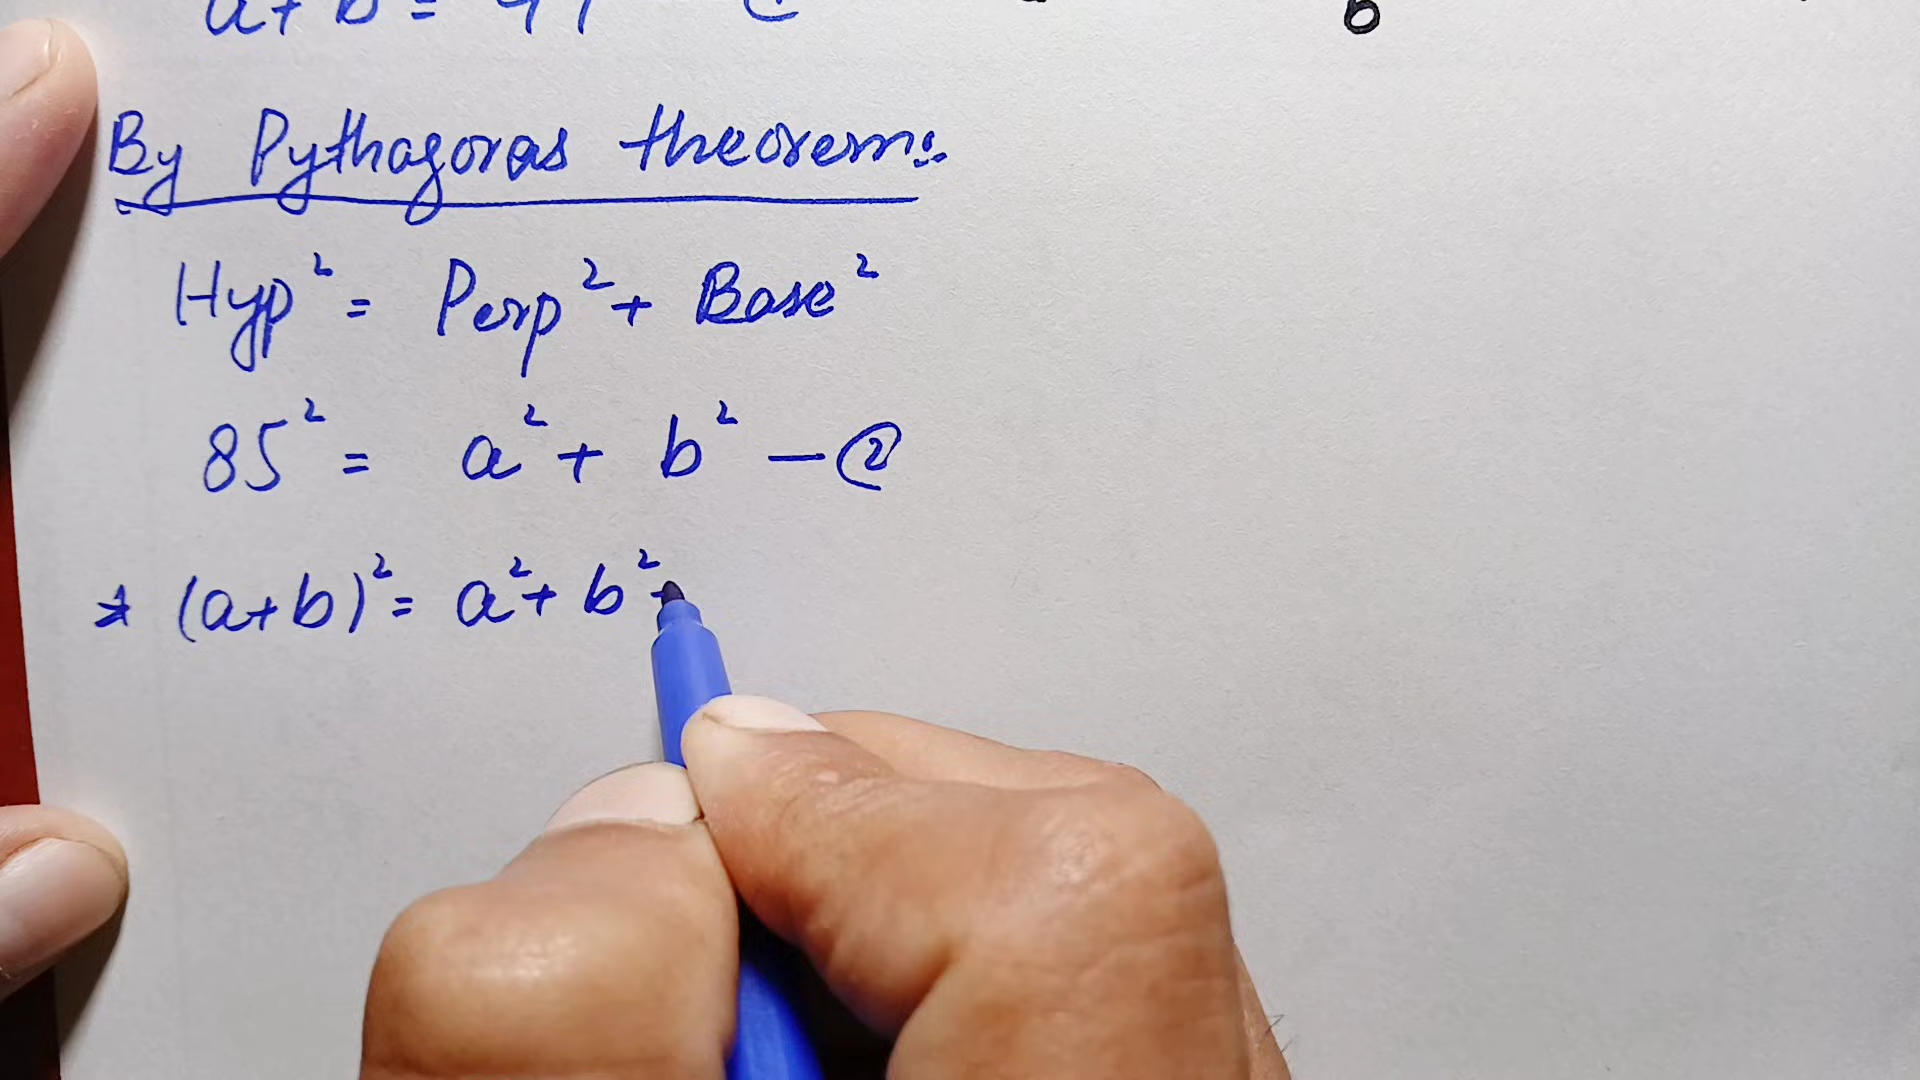 a + b =
b
By Pythagoras theorem:
Hyp² = Perp² + Base²
85² = a² + b² — ②
* (a+b)² = a² + b² +